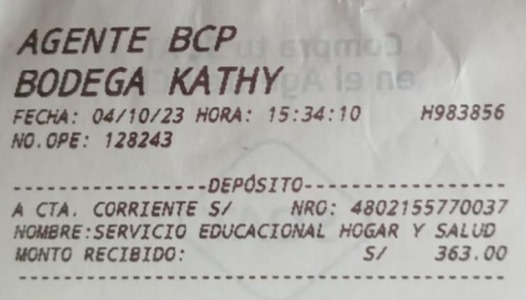 AGENTE BCP
BODEGA KATHY
FECHA: 04/10/23 HORA: 15:34:10 H983856
NO.OPE: 128243
------------------DEPÓSITO------------------
A CTA. CORRIENTE S/ NRO: 4802155770037
NOMBRE:SERVICIO EDUCACIONAL HOGAR Y SALUD
MONTO RECIBIDO: S/ 363.00
--------------------------------------------